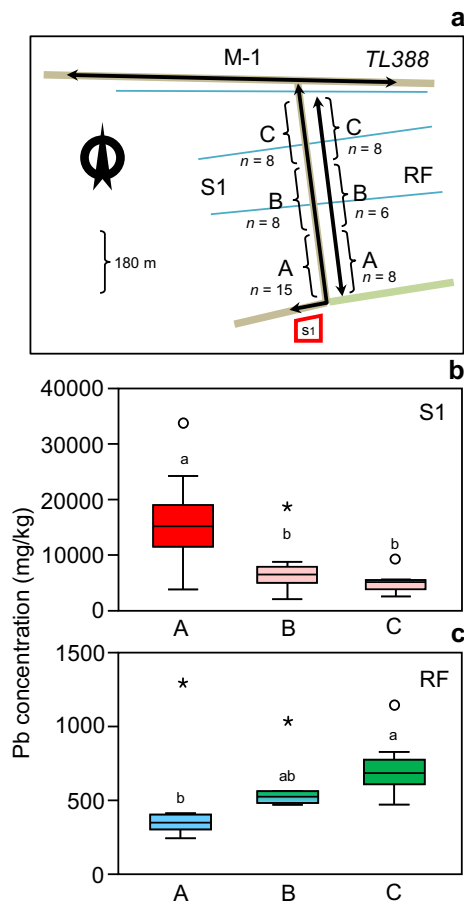 a
M-1
TL388
C
n = 8
C
n = 8
S1
B
n = 8
B
n = 6
RF
180 m
A
n = 15
A
n = 8
S1
Pb concentration (mg/kg)
b
S1
40000
30000
20000
10000
0
a
b
b
A
B
C
c
RF
1500
1000
500
0
b
ab
a
A
B
C